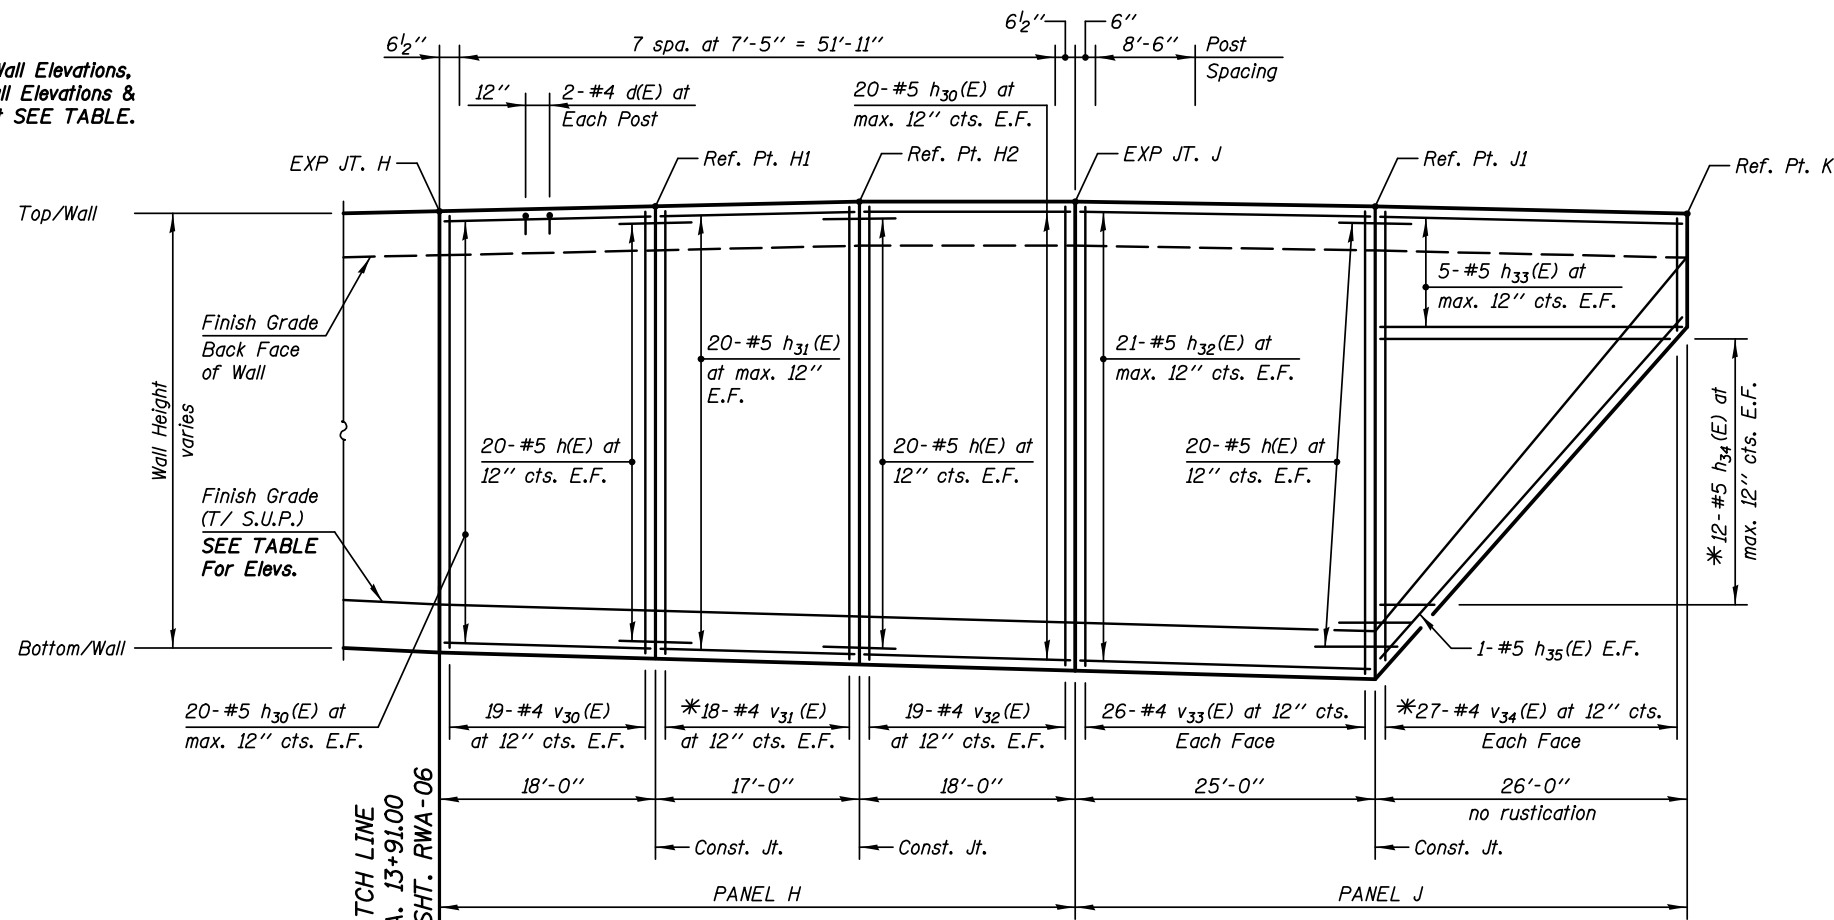 6½"
6"
6½"
7 spa. at 7'-5" = 51'-11"
8'-6"
Post
Spacing
Wall Elevations,
Elevations &
SEE TABLE.
12"
2-#4 d(E) at
Each Post
20-#5 h30(E) at
max. 12" cts. E.F.
EXP JT. H
Ref. Pt. H1
Ref. Pt. H2
EXP JT. J
Ref. Pt. J1
Ref. Pt. K
Top/Wall
5-#5 h33(E) at
max. 12" cts. E.F.
Finish Grade
Back Face
of Wall
20-#5 h31(E)
at max. 12"
E.F.
21-#5 h32(E) at
max. 12" cts. E.F.
Wall Height
varies
20-#5 h(E) at
12" cts. E.F.
20-#5 h(E) at
12" cts. E.F.
20-#5 h(E) at
12" cts. E.F.
*12-#5 h34(E) at
max. 12" cts. E.F.
Finish Grade
(T/ S.U.P.)
SEE TABLE
For Elevs.
Bottom/Wall
1-#5 h35(E) E.F.
20-#5 h30(E) at
max. 12" cts. E.F.
19-#4 v30(E)
at 12" cts. E.F.
*18-#4 v31(E)
at 12" cts. E.F.
19-#4 v32(E)
at 12" cts. E.F.
26-#4 v33(E) at 12" cts.
Each Face
*27-#4 v34(E) at 12" cts.
Each Face
18'-0"
17'-0"
18'-0"
25'-0"
26'-0"
no rustication
LINE
13+91.00
SHT. RWA-06
Const. Jt.
Const. Jt.
Const. Jt.
PANEL H
PANEL J